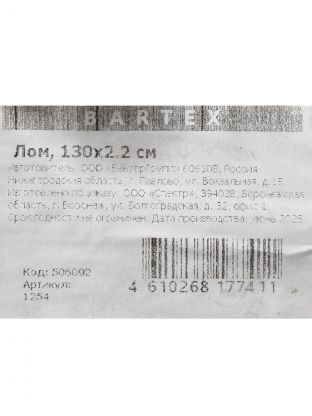 BARTEX
Лом, 130x2.2 см
Изготовитель: ООО «ВекторГрупп» 606108, Россия,
Нижегородская область, г. Павлово, ул. Вокзальная, д.15.
Изготовлено по заказу: ООО «Спектр», 394028, Воронежская
область, г. Воронеж, ул. Волгоградская, д. 32, офис 1.
Срок годности не ограничен. Дата производства: июнь 2025
Код: 506092
Артикул:
1254
4 610268 177411